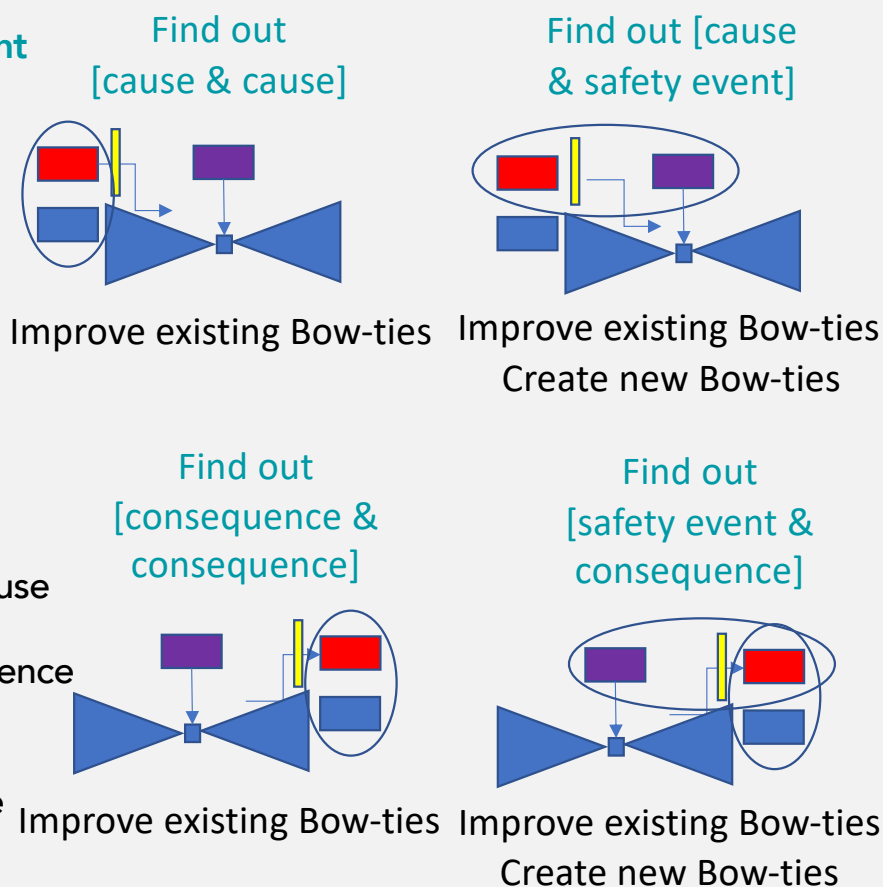 nt
Find out
[cause & cause]
Find out [cause
& safety event]
Improve existing Bow-ties
Improve existing Bow-ties
Create new Bow-ties
Find out
[consequence &
consequence]
Find out
[safety event &
consequence]
use
ence
e
Improve existing Bow-ties
Improve existing Bow-ties
Create new Bow-ties